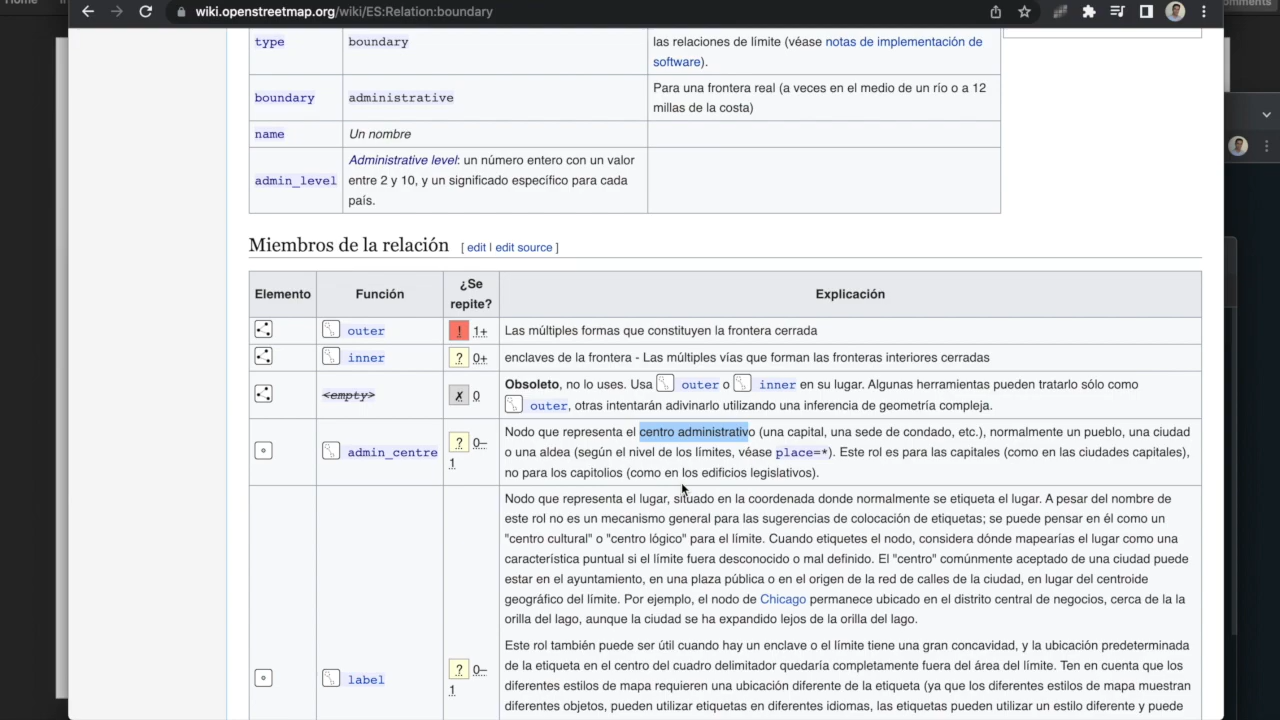 Home
omments
wiki.openstreetmap.org/wiki/ES:Relation:boundary
type
boundary
las relaciones de límite (véase notas de implementación de
software).
boundary
administrative
Para una frontera real (a veces en el medio de un río o a 12
millas de la costa)
name
Un nombre
admin_level
Administrative level: un número entero con un valor
entre 2 y 10, y un significado específico para cada
país.
Miembros de la relación [ edit | edit source ]
Elemento
Función
¿Se
repite?
Explicación
outer
! 1+
Las múltiples formas que constituyen la frontera cerrada
inner
? 0+
enclaves de la frontera - Las múltiples vías que forman las fronteras interiores cerradas
<empty>
✗ 0
Obsoleto, no lo uses. Usa outer o inner en su lugar. Algunas herramientas pueden tratarlo sólo como
outer, otras intentarán adivinarlo utilizando una inferencia de geometría compleja.
admin_centre
? 0–
1
Nodo que representa el centro administrativo (una capital, una sede de condado, etc.), normalmente un pueblo, una ciudad
o una aldea (según el nivel de los límites, véase place=*). Este rol es para las capitales (como en las ciudades capitales),
no para los capitolios (como en los edificios legislativos).
label
? 0–
1
Nodo que representa el lugar, situado en la coordenada donde normalmente se etiqueta el lugar. A pesar del nombre de
este rol no es un mecanismo general para las sugerencias de colocación de etiquetas; se puede pensar en él como un
"centro cultural" o "centro lógico" para el límite. Cuando etiquetes el nodo, considera dónde mapearías el lugar como una
característica puntual si el límite fuera desconocido o mal definido. El "centro" comúnmente aceptado de una ciudad puede
estar en el ayuntamiento, en una plaza pública o en el origen de la red de calles de la ciudad, en lugar del centroide
geográfico del límite. Por ejemplo, el nodo de Chicago permanece ubicado en el distrito central de negocios, cerca de la la
orilla del lago, aunque la ciudad se ha expandido lejos de la orilla del lago.
Este rol también puede ser útil cuando hay un enclave o el límite tiene una gran concavidad, y la ubicación predeterminada
de la etiqueta en el centro del cuadro delimitador quedaría completamente fuera del área del límite. Ten en cuenta que los
diferentes estilos de mapa requieren una ubicación diferente de la etiqueta (ya que los diferentes estilos de mapa muestran
diferentes objetos, pueden utilizar etiquetas en diferentes idiomas, las etiquetas pueden utilizar un estilo diferente y puede